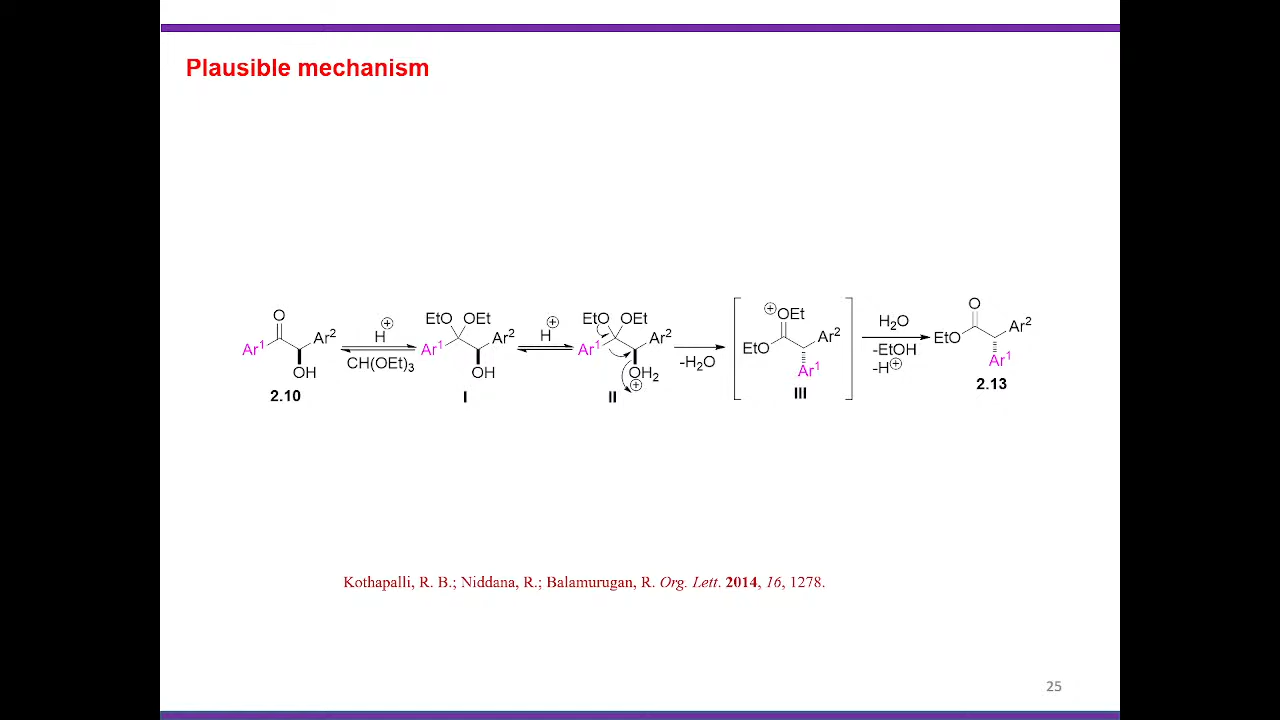 Plausible mechanism
O
Ar1
Ar2
OH
2.10
H+
CH(OEt)3
EtO OEt
Ar1
Ar2
OH
I
H+
EtO OEt
Ar1
Ar2
OH2
+
II
-H2O
+
OEt
EtO
Ar2
Ar1
III
H2O
-EtOH
-H+
O
EtO
Ar2
Ar1
2.13
Kothapalli, R. B.; Niddana, R.; Balamurugan, R. Org. Lett. 2014, 16, 1278.
25